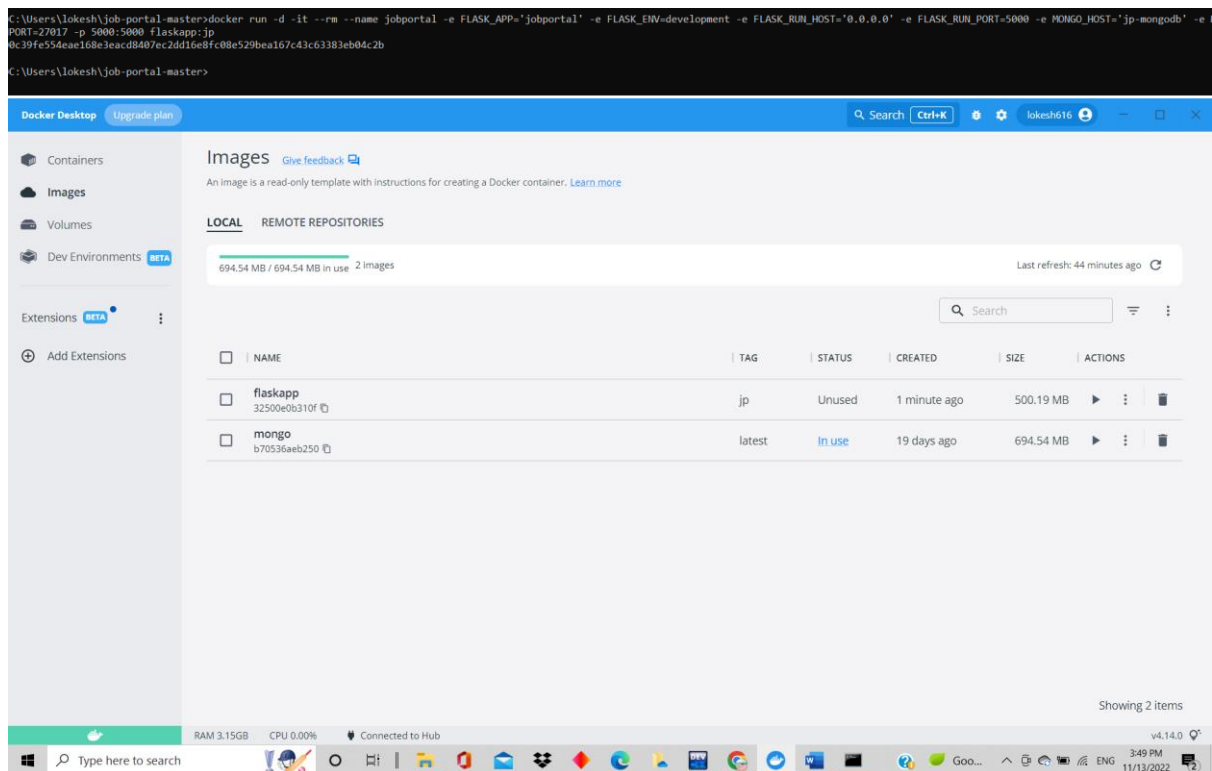 C:\Users\lokesh\job-portal-master>docker run -d -it --rm --name jobportal -e FLASK_APP='jobportal' -e FLASK_ENV=development -e FLASK_RUN_HOST='0.0.0.0' -e FLASK_RUN_PORT=5000 -e MONGO_HOST='jp-mongodb' -e
PORT=27017 -p 5000:5000 flaskapp:jp
0c39fe554eae168e3eacd8407ec2dd16e8fc08e529bea167c43c63383eb04c2b
C:\Users\lokesh\job-portal-master>
Docker Desktop Upgrade plan Search Ctrl+K lokesh616
Containers
Images
Volumes
Dev Environments BETA
Extensions BETA
Add Extensions
Images Give feedback
An image is a read-only template with instructions for creating a Docker container. Learn more
LOCAL REMOTE REPOSITORIES
694.54 MB / 694.54 MB in use 2 images Last refresh: 44 minutes ago
Search
NAME TAG STATUS CREATED SIZE ACTIONS
flaskapp jp Unused 1 minute ago 500.19 MB
32500e0b310f
mongo latest In use 19 days ago 694.54 MB
b70536aeb250
Showing 2 items
RAM 3.15GB CPU 0.00% Connected to Hub v4.14.0
Type here to search DEV Goo... ENG 3:49 PM
11/13/2022